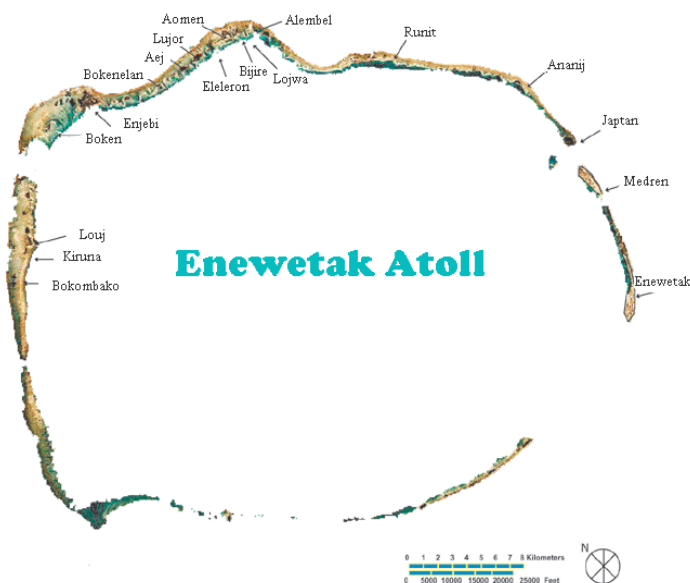 Aomen
Alembel
Lujor
Aej
Bokenelan
Eleleron
Bijire
Lojwa
Runit
Ananij
Enjebi
Boken
Japtan
Medren
Louj
Kiruna
Bokombako
Enewetak Atoll
Enewetak
N
0 1 2 3 4 5 6 7 8 Kilometers
0 5000 10000 15000 20000 25000 Feet